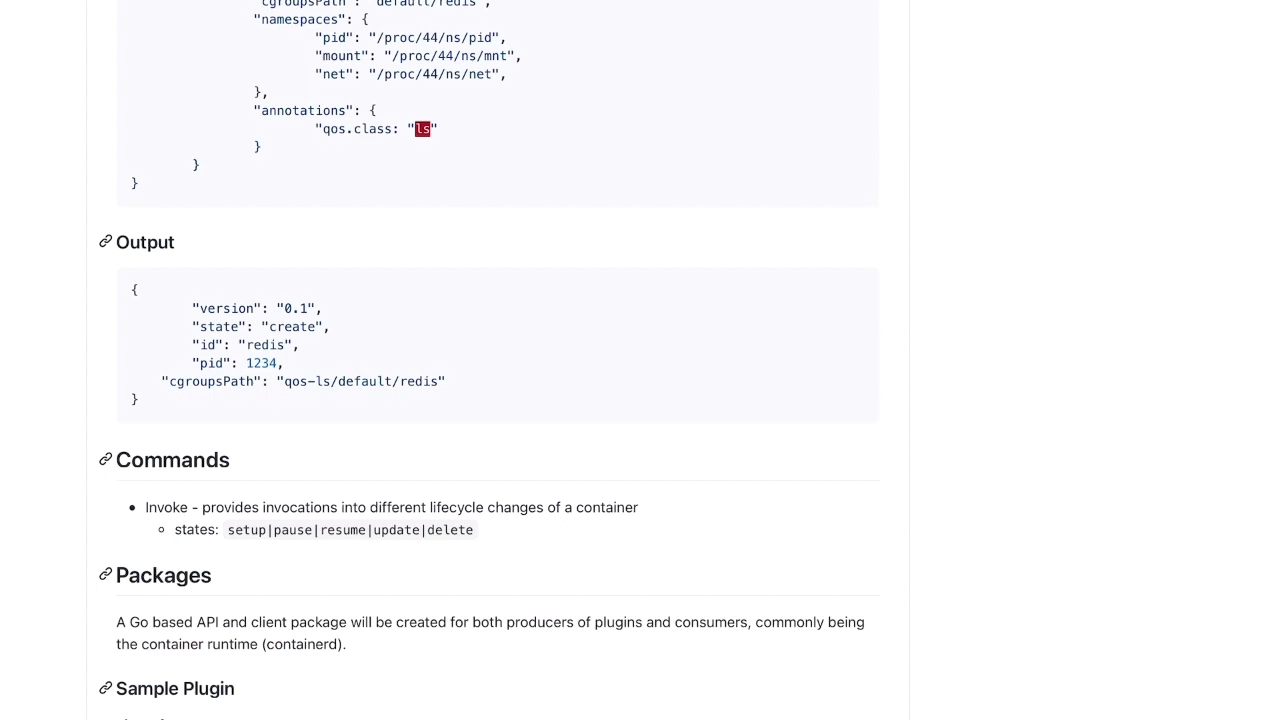 "cgroupsPath": "default/redis",
"namespaces": {
"pid": "/proc/44/ns/pid",
"mount": "/proc/44/ns/mnt",
"net": "/proc/44/ns/net",
},
"annotations": {
"qos.class: "ls"
}
}
}
Output
{
"version": "0.1",
"state": "create",
"id": "redis",
"pid": 1234,
"cgroupsPath": "qos-ls/default/redis"
}
Commands
• Invoke - provides invocations into different lifecycle changes of a container
◦ states: setup|pause|resume|update|delete
Packages
A Go based API and client package will be created for both producers of plugins and consumers, commonly being
the container runtime (containerd).
Sample Plugin